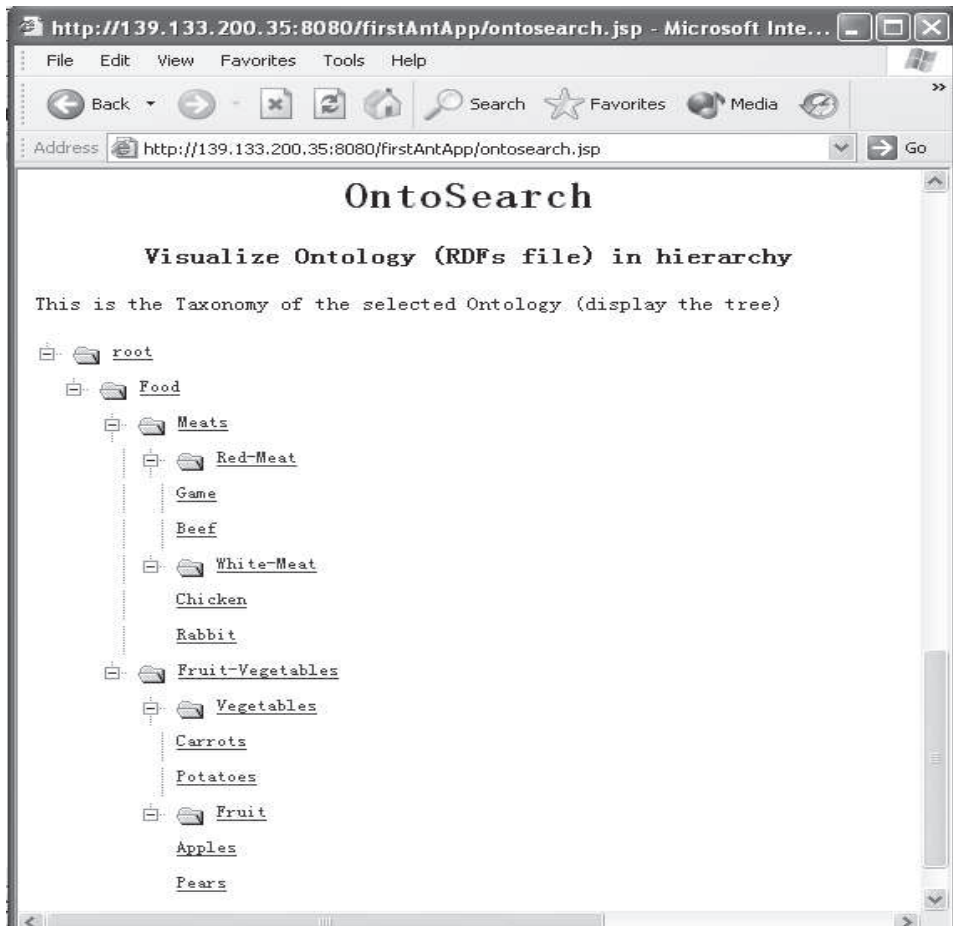 http://139.133.200.35:8080/firstAntApp/ontosearch.jsp - Microsoft Inte...
File Edit View Favorites Tools Help
Back Search Favorites Media »
Address http://139.133.200.35:8080/firstAntApp/ontosearch.jsp Go
OntoSearch
Visualize Ontology (RDFs file) in hierarchy
This is the Taxonomy of the selected Ontology (display the tree)
root
Food
Meats
Red-Meat
Game
Beef
White-Meat
Chicken
Rabbit
Fruit-Vegetables
Vegetables
Carrots
Potatoes
Fruit
Apples
Pears